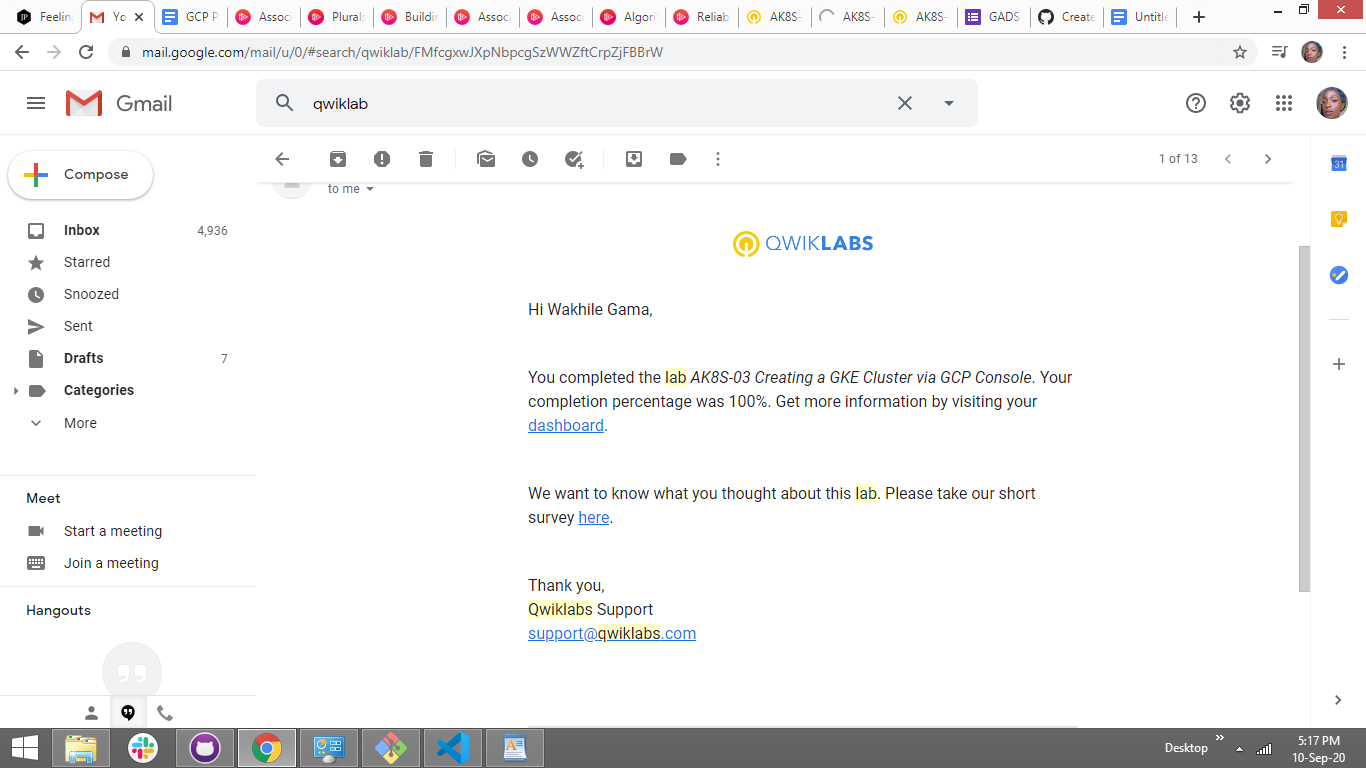 Feelin
Yo
GCP P
Associ
Plurals
Buildin
Associ
Associ
Algori
Reliab
AK8S-
AK8S-
AK8S-
GADS
Create
Untitle
mail.google.com/mail/u/0/#search/qwiklab/FMfcgxwJXpNbpcgSzWWZftCrpZjFBBrW
Gmail
qwiklab
Compose
1 of 13
to me
31
Inbox 4,936
Starred
Snoozed
Sent
Drafts 7
Categories
More
Meet
Start a meeting
Join a meeting
Hangouts
QWIKLABS
Hi Wakhile Gama,
You completed the lab AK8S-03 Creating a GKE Cluster via GCP Console. Your
completion percentage was 100%. Get more information by visiting your
dashboard.
We want to know what you thought about this lab. Please take our short
survey here.
Thank you,
Qwiklabs Support
support@qwiklabs.com
Desktop
5:17 PM
10-Sep-20